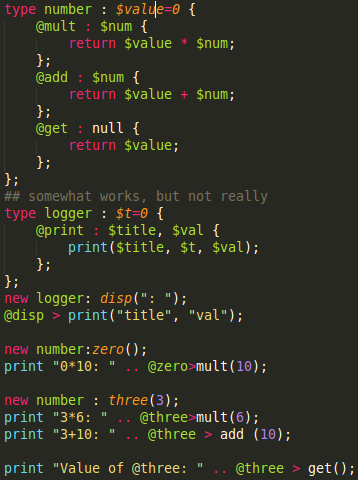 type number : $value=0 {
    @mult : $num {
        return $value * $num;
    };
    @add : $num {
        return $value + $num;
    };
    @get : null {
        return $value;
    };
};
## somewhat works, but not really
type logger : $t=0 {
    @print : $title, $val {
        print($title, $t, $val);
    };
};
new logger: disp(": ");
@disp > print("title", "val");

new number:zero();
print "0*10: " .. @zero>mult(10);

new number : three(3);
print "3*6: " .. @three>mult(6);
print "3+10: " .. @three > add (10);

print "Value of @three: " .. @three > get();